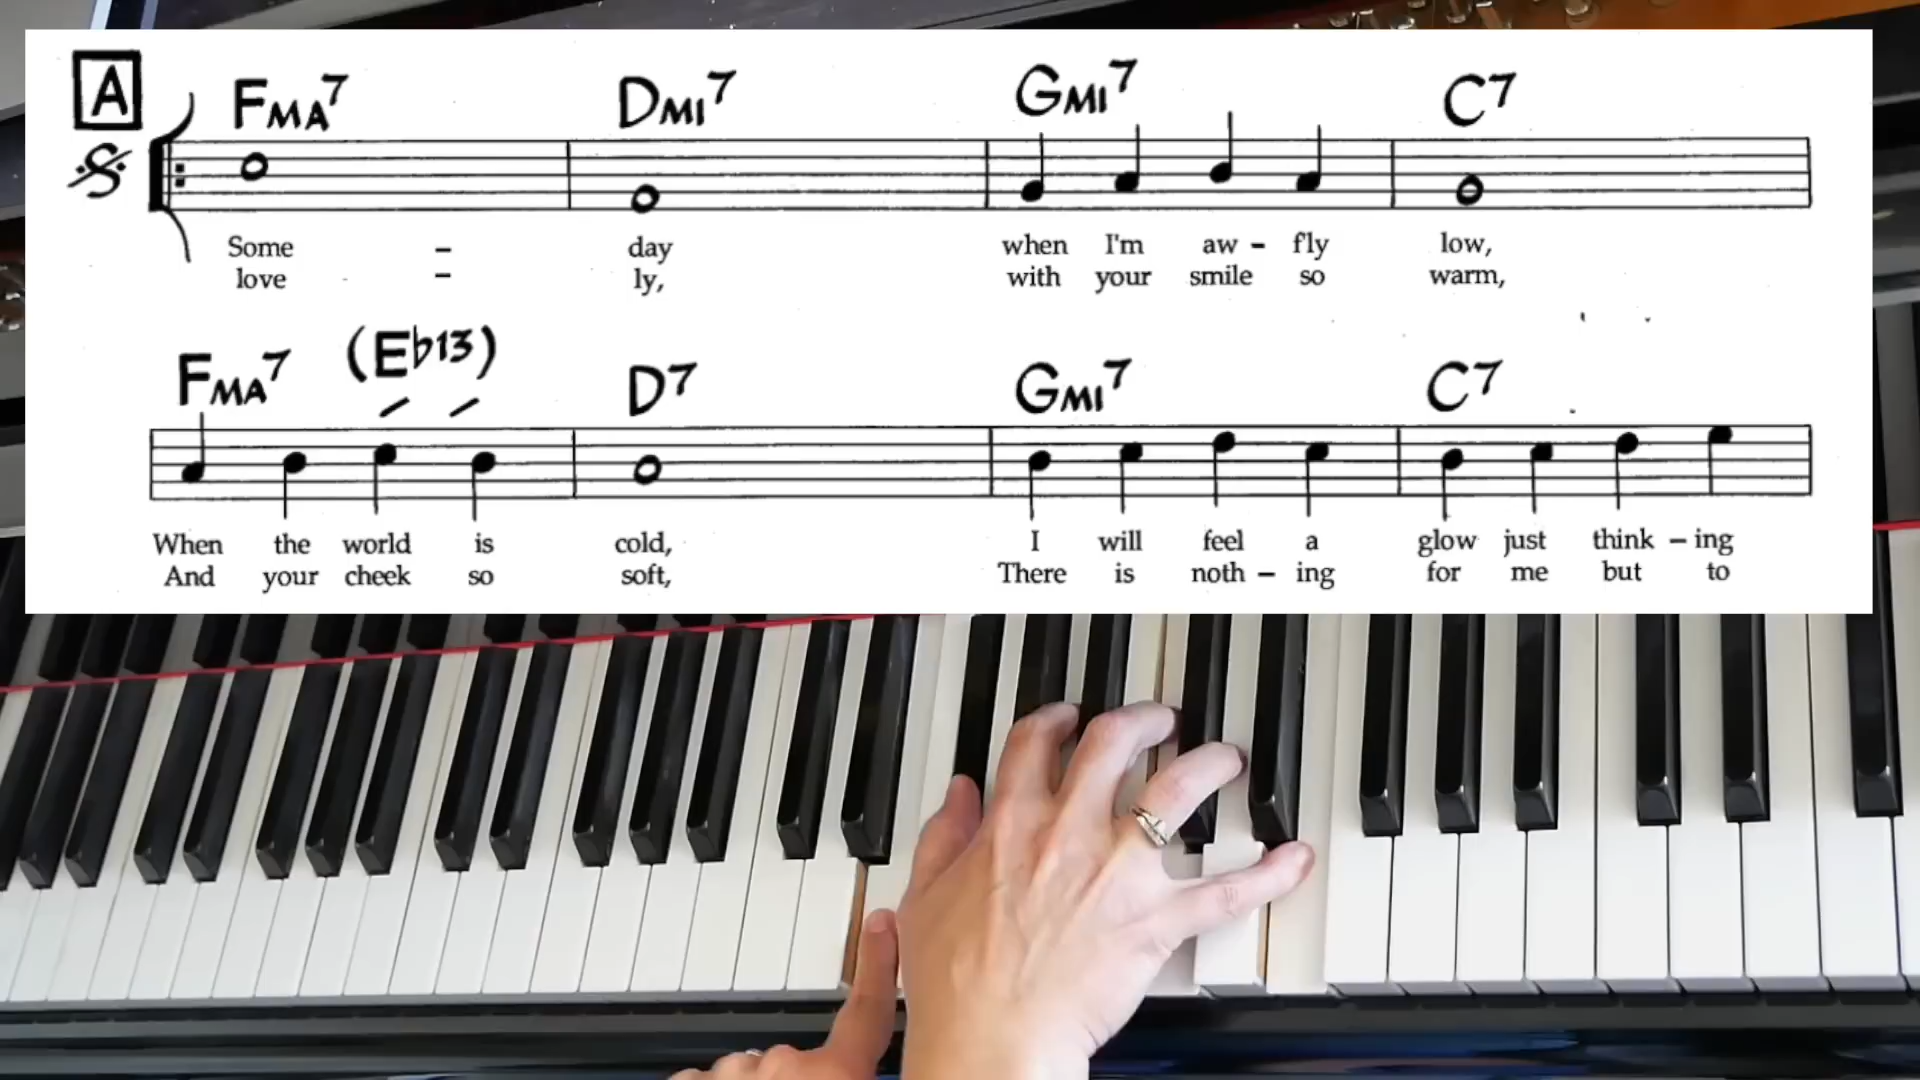 A
FMA7 DMI7 GMI7 C7
Some - day when I'm aw - fly low,
love - ly, with your smile so warm,
FMA7 (E♭13) D7 GMI7 C7
When the world is cold, I will feel a glow just think - ing
And your cheek so soft, There is noth - ing for me but to